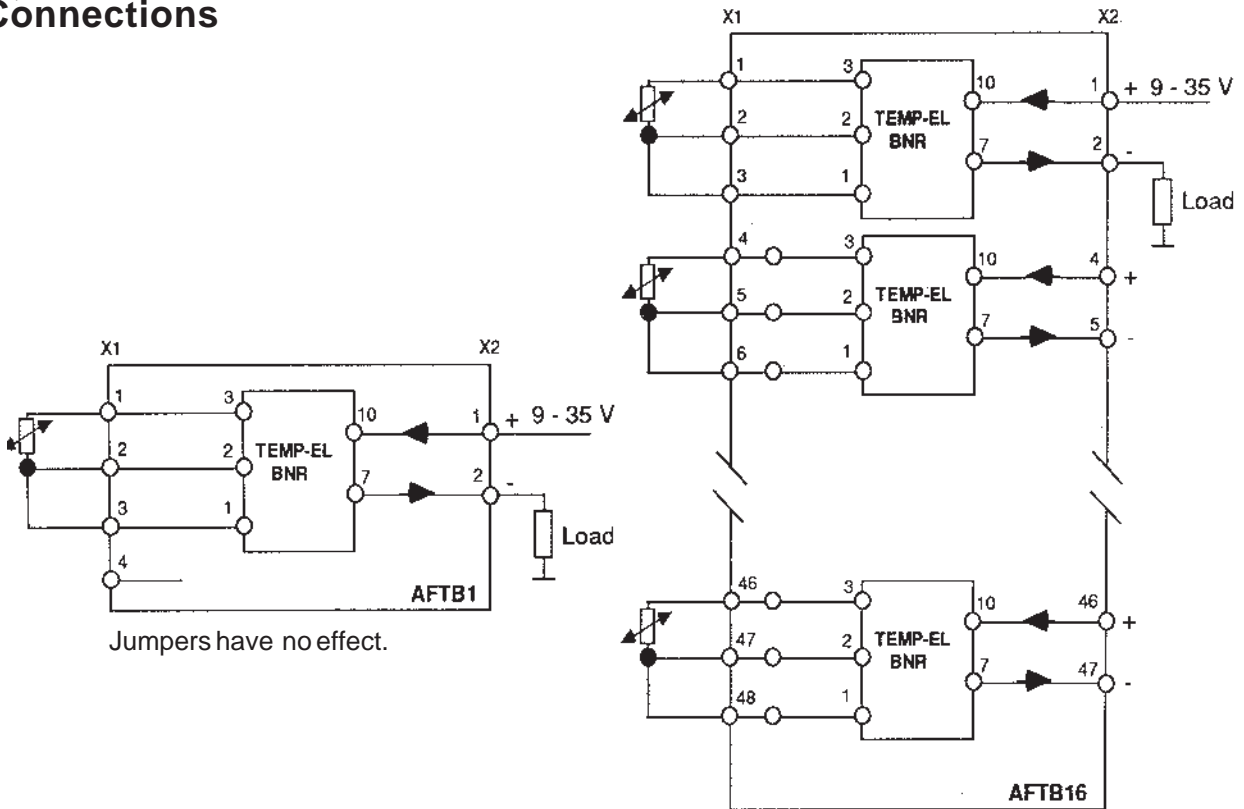 Connections
X1
X2
1
3
10
1
+ 9 - 35 V
2
2
TEMP-EL
BNR
7
2
-
3
1
Load
4
3
10
4
+
5
2
TEMP-EL
BNR
7
5
-
6
1
46
3
10
46
+
47
2
TEMP-EL
BNR
7
47
-
48
1
AFTB16
X1
X2
1
3
10
1
+ 9 - 35 V
2
2
TEMP-EL
BNR
7
2
-
3
1
Load
4
AFTB1
Jumpers have no effect.